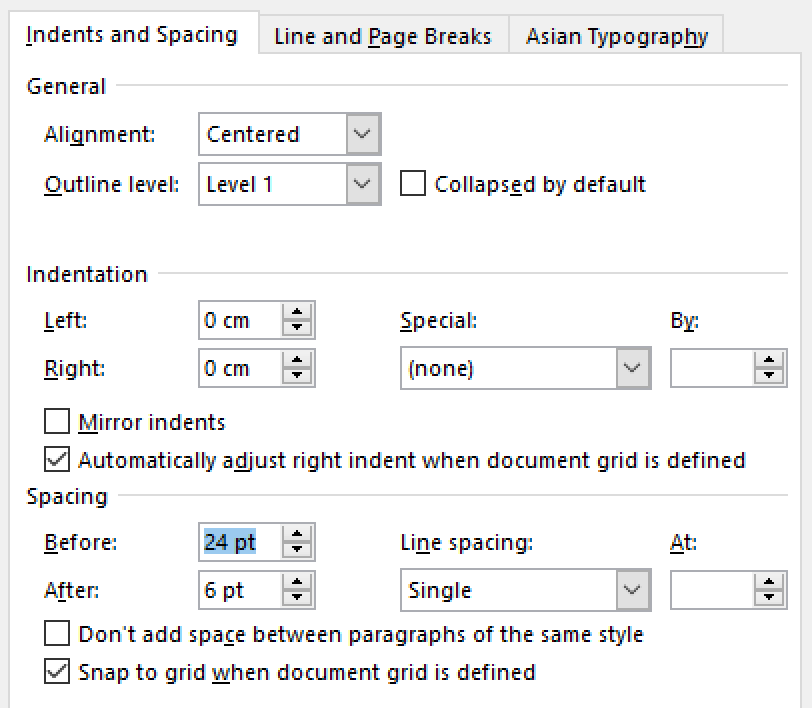 Indents and Spacing Line and Page Breaks Asian Typography
General
Alignment: Centered
Outline level: Level 1 Collapsed by default
Indentation
Left: 0 cm Special: By:
Right: 0 cm (none)
Mirror indents
Automatically adjust right indent when document grid is defined
Spacing
Before: 24 pt Line spacing: At:
After: 6 pt Single
Don't add space between paragraphs of the same style
Snap to grid when document grid is defined